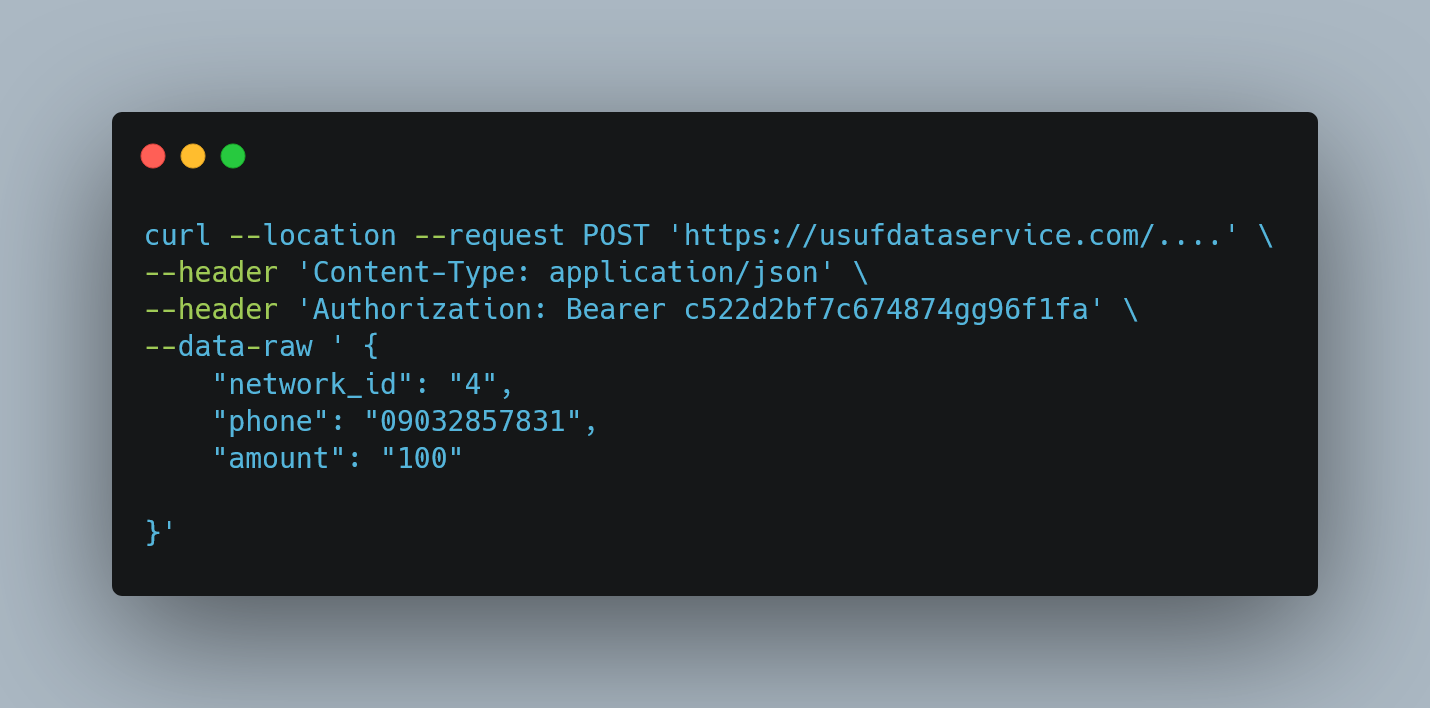 curl --location --request POST 'https://usufdataservice.com/....' \
--header 'Content-Type: application/json' \
--header 'Authorization: Bearer c522d2bf7c674874gg96f1fa' \
--data-raw ' {
    "network_id": "4",
    "phone": "09032857831",
    "amount": "100"

}'